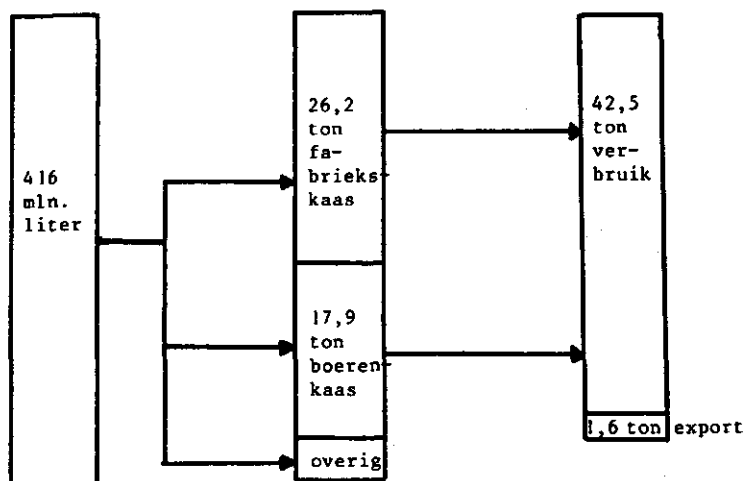 416
mln.
liter
26,2
ton
fa-
brieks-
kaas
17,9
ton
boeren-
kaas
overig
42,5
ton
ver-
bruik
1,6 ton export